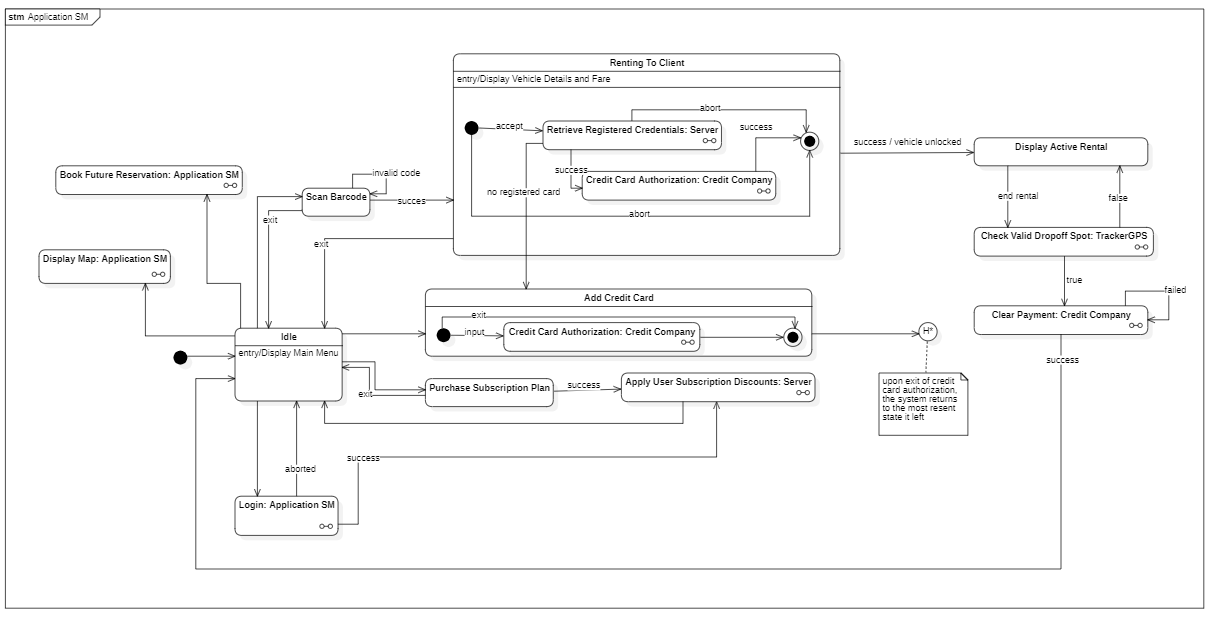 stm Application SM
Renting To Client
entry/Display Vehicle Details and Fare
abort
accept
Retrieve Registered Credentials: Server
success
success / vehicle unlocked
Display Active Rental
Book Future Reservation: Application SM
invalid code
success
Credit Card Authorization: Credit Company
Scan Barcode
succes
no registered card
end rental
false
exit
abort
exit
Check Valid Dropoff Spot: TrackerGPS
Display Map: Application SM
true
Add Credit Card
failed
exit
Clear Payment: Credit Company
input
Credit Card Authorization: Credit Company
H*
Idle
entry/Display Main Menu
success
upon exit of credit
card authorization,
the system returns
to the most resent
state it left
Purchase Subscription Plan
success
Apply User Subscription Discounts: Server
exit
success
aborted
Login: Application SM